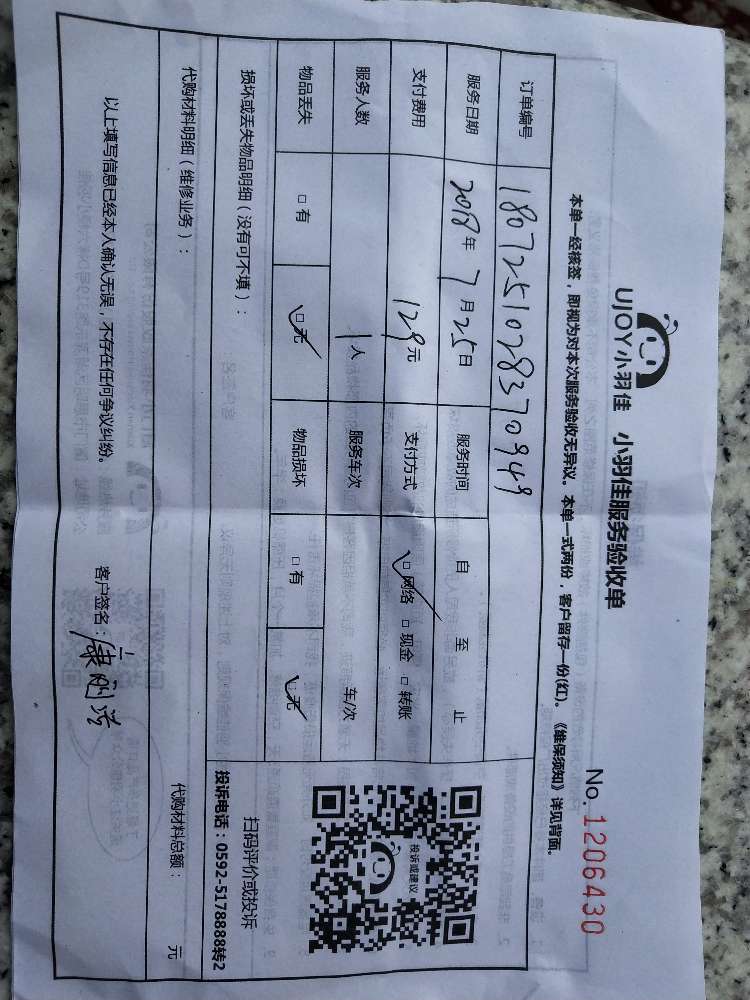 UJOY小羽佳 小羽佳服务验收单
No. 1206430
本单一经核签，即视为对本次服务验收无异议。本单一式两份，客户留存一份(红)。《维保须知》详见背面。
订单编号 180725102837094​9
服务日期 2018年7月25日 服务时间 自 至 止
支付费用 129元 支付方式 ☑网络 □现金 □转账
服务人数 1人 服务车次 车/次
物品丢失 □有 ☑无 物品损坏 □有 ☑无
投诉或建议
扫码评价或投诉
投诉电话：0592-5178888转2
损坏或丢失物品明细（没有可不填）：
代购材料明细（维修业务）：
代购材料总额： 元
以上填写信息已经本人确认无误，不存在任何争议纠纷。
客户签名：康